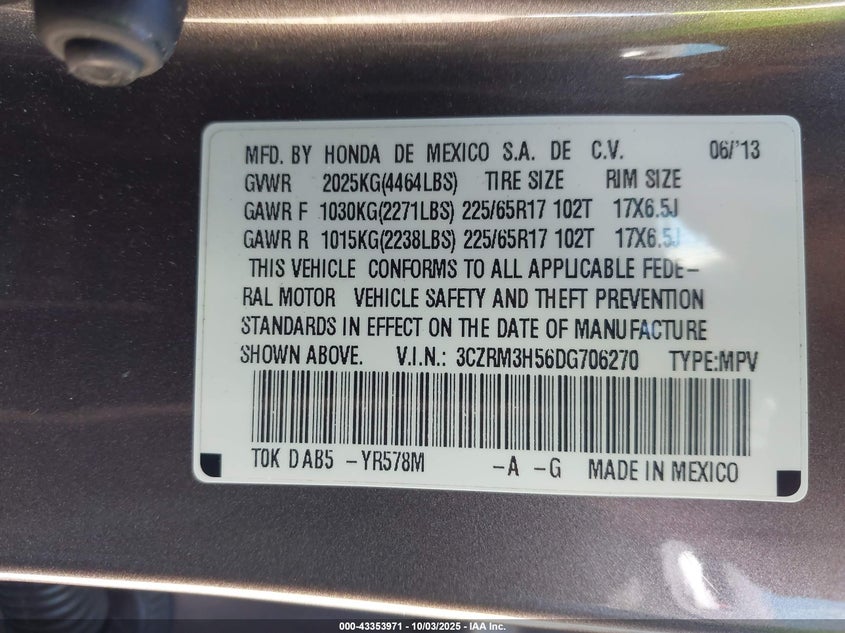 MFD. BY HONDA DE MEXICO S.A. DE C.V. 06/'13
GVWR 2025KG(4464LBS) TIRE SIZE RIM SIZE
GAWR F 1030KG(2271LBS) 225/65R17 102T 17X6.5J
GAWR R 1015KG(2238LBS) 225/65R17 102T 17X6.5J
THIS VEHICLE CONFORMS TO ALL APPLICABLE FEDE-
RAL MOTOR VEHICLE SAFETY AND THEFT PREVENTION
STANDARDS IN EFFECT ON THE DATE OF MANUFACTURE
SHOWN ABOVE. V.I.N.: 3CZRM3H56DG706270 TYPE:MPV
T0K D AB5 -YR578M -A -G MADE IN MEXICO
000-43353971 - 10/03/2025 - IAA Inc.